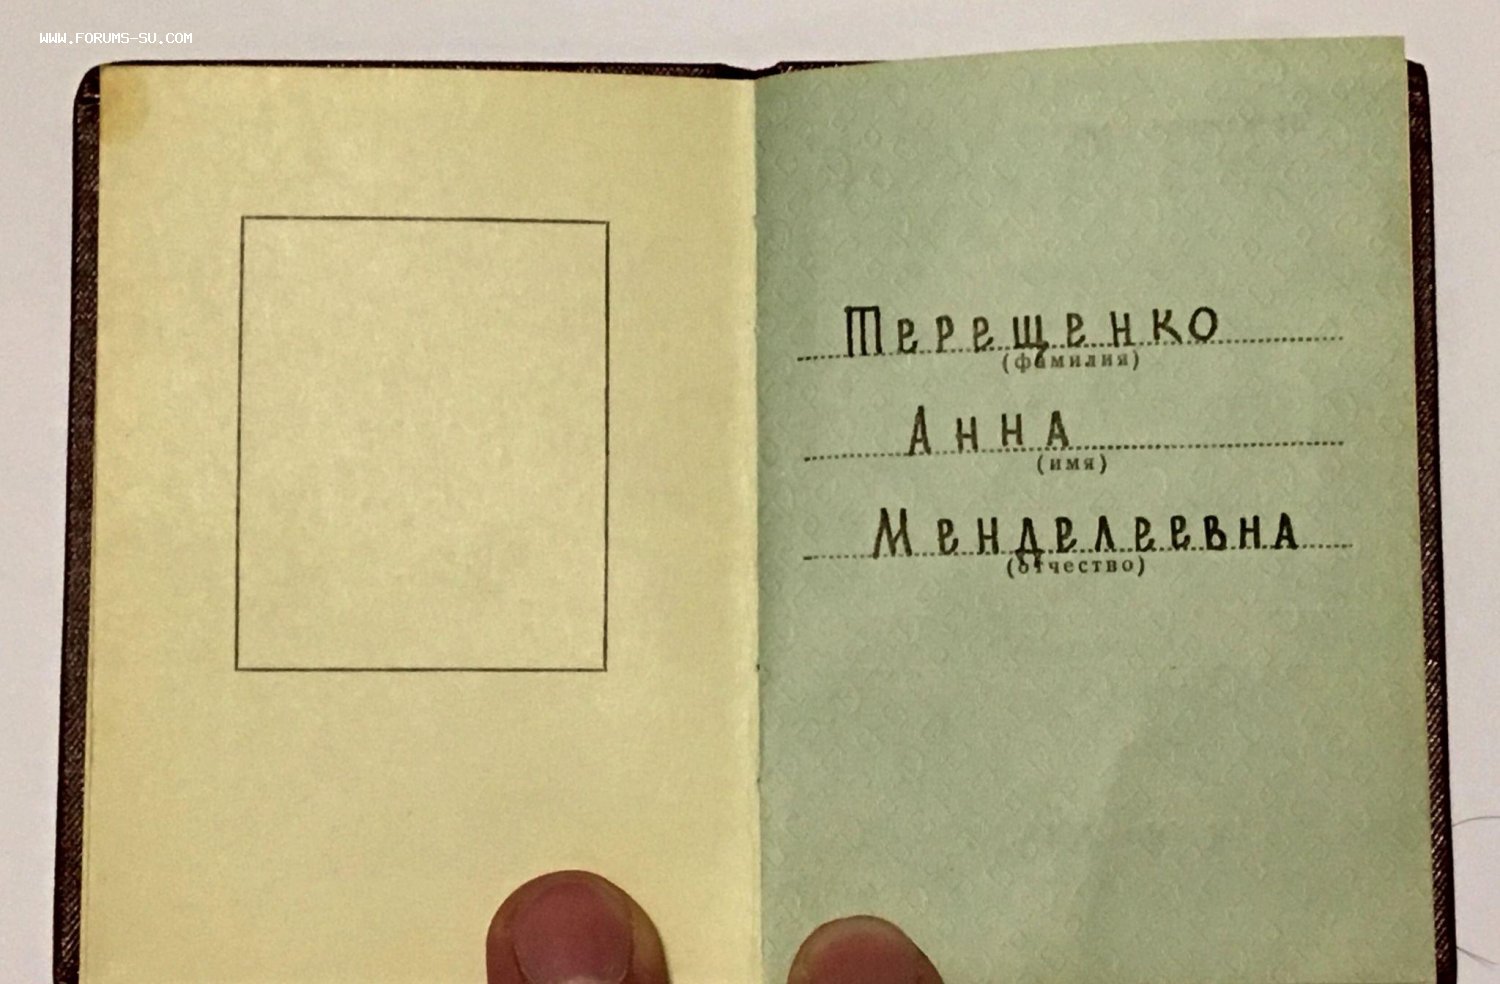 WWW.FORUMS-SU.COM
Терещенко
(фамилия)
Анна
(имя)
Менделеевна
(отчество)